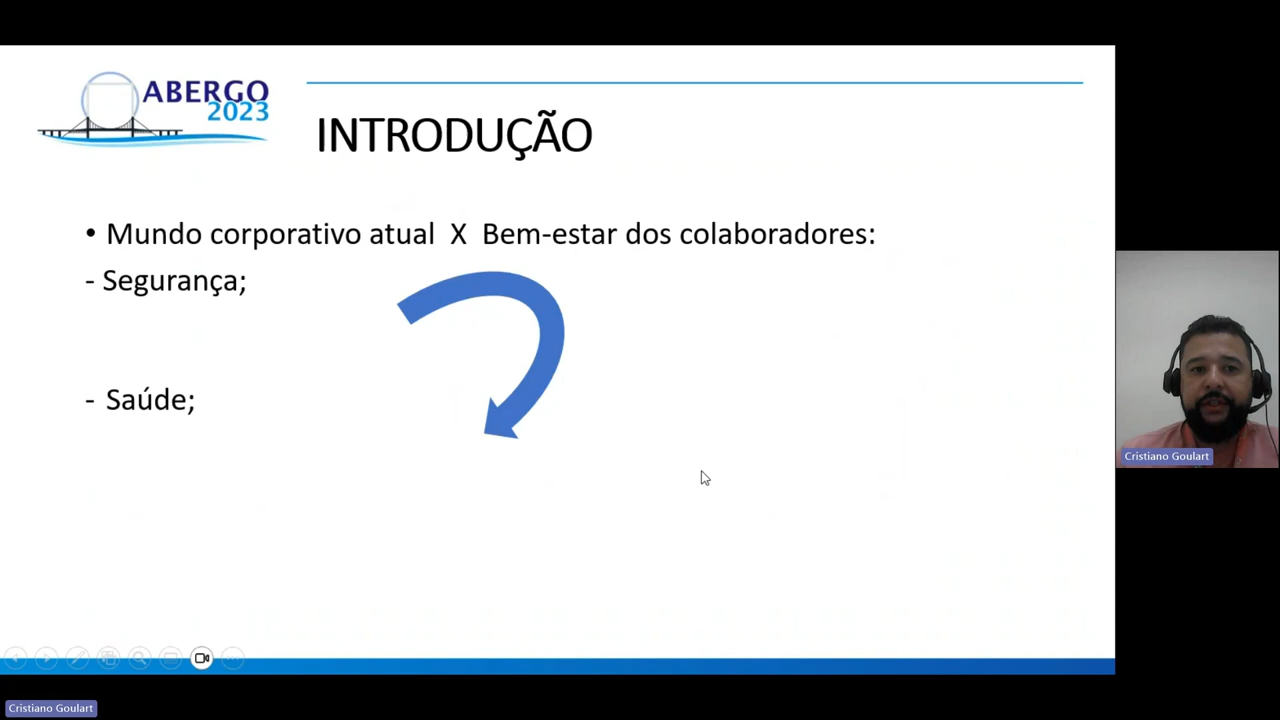 ABERGO
2023
INTRODUÇÃO
• Mundo corporativo atual X Bem-estar dos colaboradores:
- Segurança;
- Saúde;
Cristiano Goulart
Cristiano Goulart